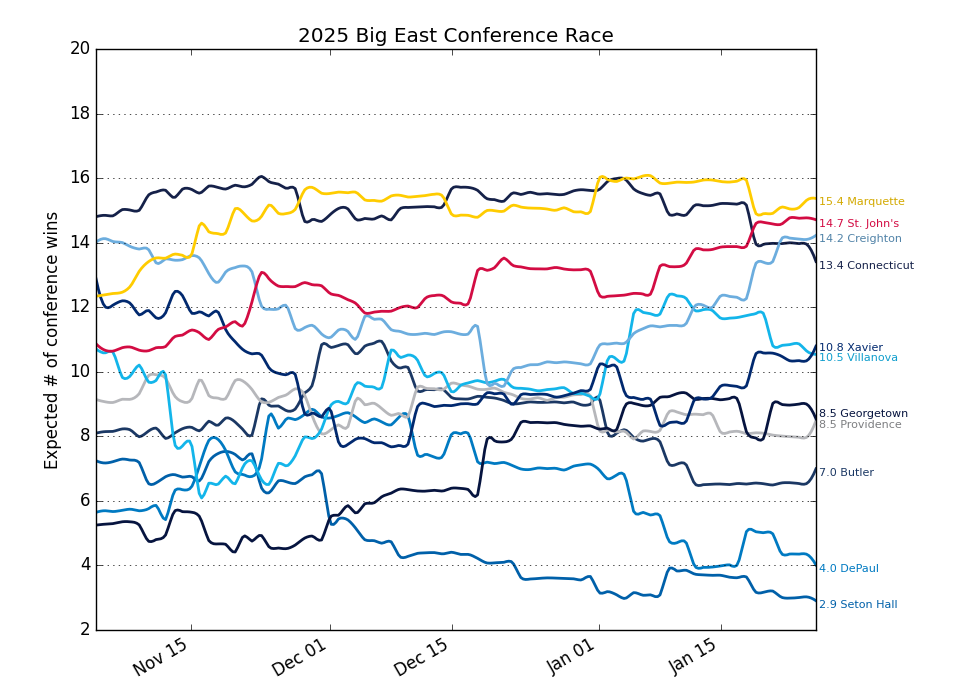 2025 Big East Conference Race
Expected # of conference wins
20
18
16
14
12
10
8
6
4
2
15.4 Marquette
14.7 St. John's
14.2 Creighton
13.4 Connecticut
10.8 Xavier
10.5 Villanova
8.5 Georgetown
8.5 Providence
7.0 Butler
4.0 DePaul
2.9 Seton Hall
Nov 15
Dec 01
Dec 15
Jan 01
Jan 15